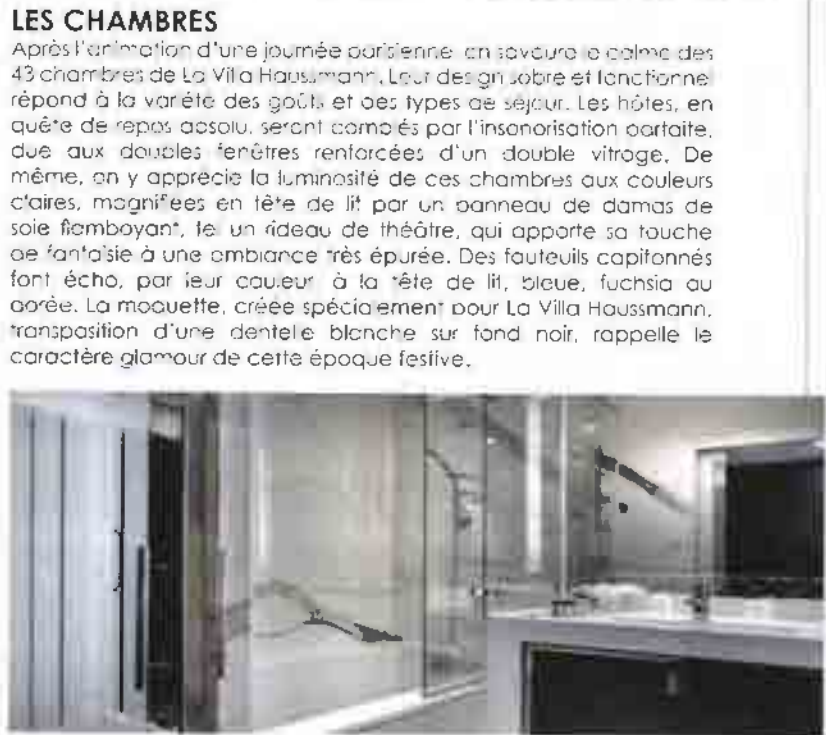 LES CHAMBRES
Après l'animation d'une journée parisienne, on savoure le calme des
43 chambres de La Villa Haussmann. Leur design sobre et fonctionnel
répond à la variété des goûts et des types de séjour. Les hôtes, en
quête de repos absolu, seront comblés par l'insonorisation parfaite,
due aux doubles fenêtres renforcées d'un double vitrage. De
même, on y apprécie la luminosité de ces chambres aux couleurs
claires, magnifiées en tête de lit par un panneau de damas de
soie flamboyant, tel un rideau de théâtre, qui apporte sa touche
de fantaisie à une ambiance très épurée. Des fauteuils capitonnés
font écho, par leur couleur, à la tête de lit, bleue, fuchsia ou
dorée. La moquette, créée spécialement pour La Villa Haussmann,
transposition d'une dentelle blanche sur fond noir, rappelle le
caractère glamour de cette époque festive.